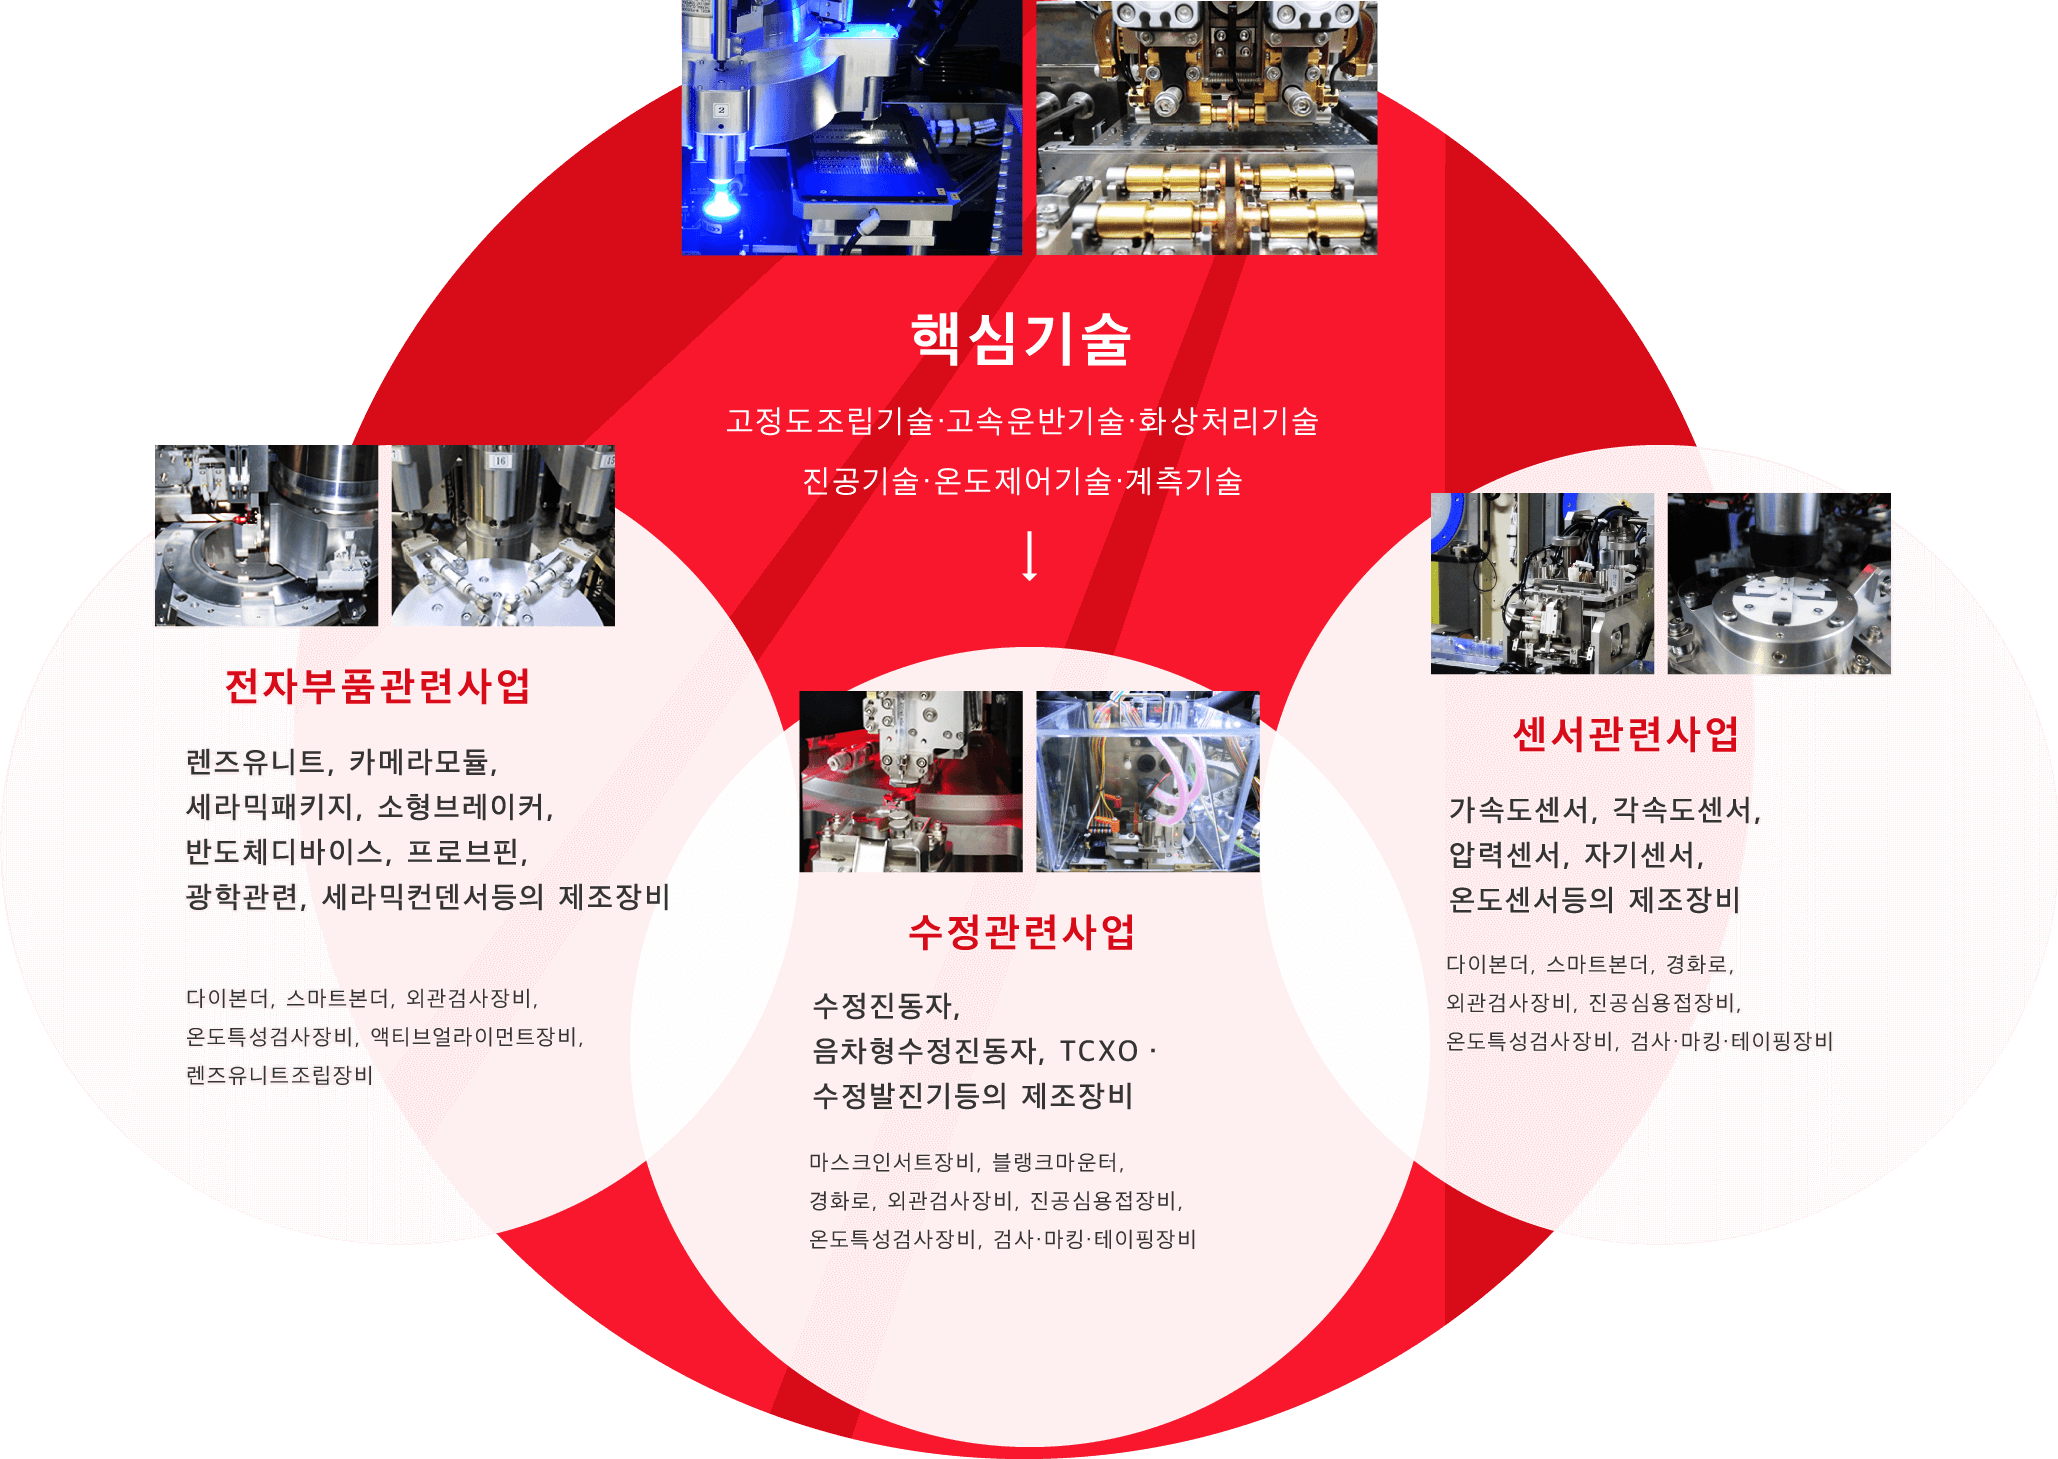 2
핵심기술
고정도조립기술·고속운반기술·화상처리기술
진공기술·온도제어기술·계측기술
16
전자부품관련사업
렌즈유니트, 카메라모듈,
세라믹패키지, 소형브레이커,
반도체디바이스, 프로브핀,
광학관련, 세라믹컨덴서등의 제조장비
다이본더, 스마트본더, 외관검사장비,
온도특성검사장비, 액티브얼라이먼트장비,
렌즈유니트조립장비
수정관련사업
수정진동자,
음차형수정진동자, TCXO ·
수정발진기등의 제조장비
마스크인서트장비, 블랭크마운터,
경화로, 외관검사장비, 진공심용접장비,
온도특성검사장비, 검사·마킹·테이핑장비
센서관련사업
가속도센서, 각속도센서,
압력센서, 자기센서,
온도센서등의 제조장비
다이본더, 스마트본더, 경화로,
외관검사장비, 진공심용접장비,
온도특성검사장비, 검사·마킹·테이핑장비